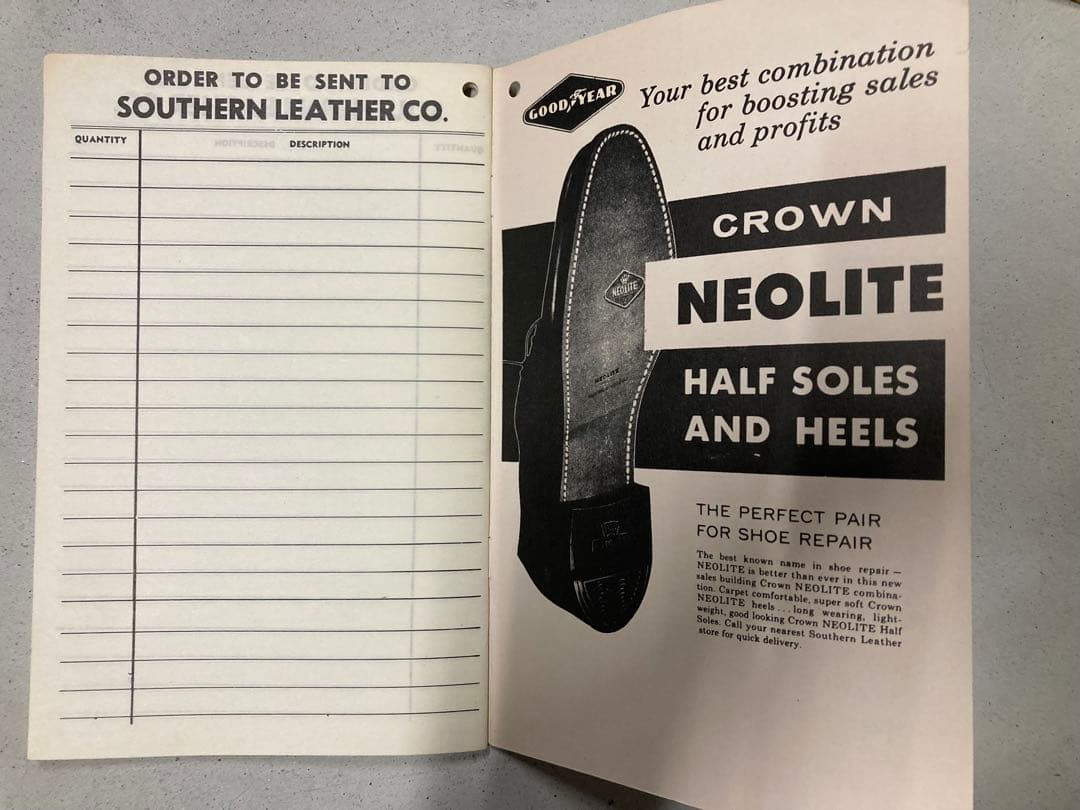 ORDER TO BE SENT TO
SOUTHERN LEATHER CO.
QUANTITY DESCRIPTION
GOODYEAR
Your best combination
for boosting sales
and profits
CROWN
NEOLITE
NEOLITE
HALF SOLES
AND HEELS
NEOLITE
THE PERFECT PAIR
FOR SHOE REPAIR
The best known name in shoe repair —
NEOLITE is better than ever in this new
sales building Crown NEOLITE combina-
tion. Carpet comfortable, super soft Crown
NEOLITE heels ... long wearing, light-
weight, good looking Crown NEOLITE Half
Soles. Call your nearest Southern Leather
store for quick delivery.